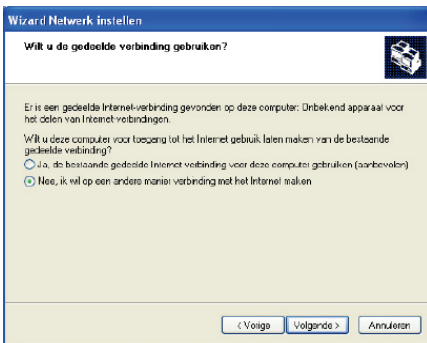 Wizard Netwerk instellen
Wilt u de gedeelde verbinding gebruiken?
Er is een gedeelde Internet-verbinding gevonden op deze computer: Onbekend apparaat voor
het delen van Internet-verbindingen.
Wilt u deze computer voor toegang tot het Internet gebruik laten maken van de bestaande
gedeelde verbinding?
Ja, de bestaande gedeelde Internet verbinding voor deze computer gebruiken (aanbevolen)
Nee, ik wil op een andere manier verbinding met het Internet maken
< Vorige Volgende > Annuleren